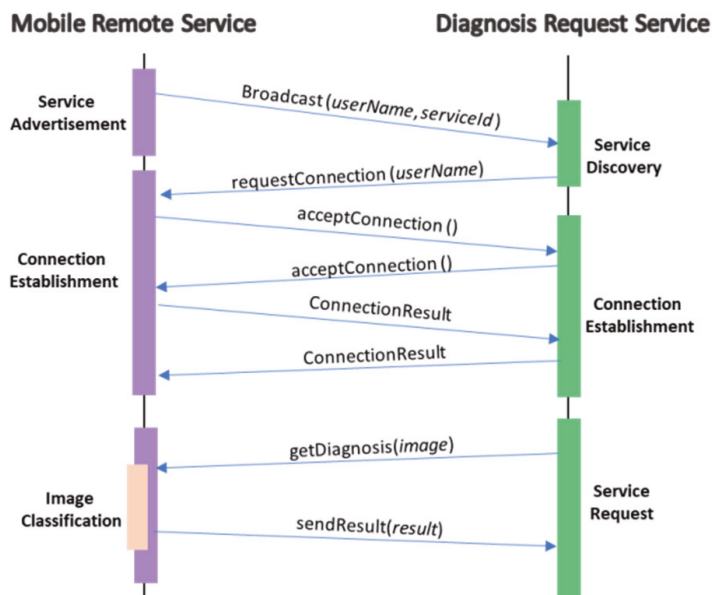 Mobile Remote Service
Diagnosis Request Service
Service
Advertisement
Broadcast (userName, serviceId)
Service
Discovery
requestConnection (userName)
acceptConnection ()
Connection
Establishment
acceptConnection ()
ConnectionResult
Connection
Establishment
ConnectionResult
getDiagnosis(image)
Image
Classification
Service
Request
sendResult(result)